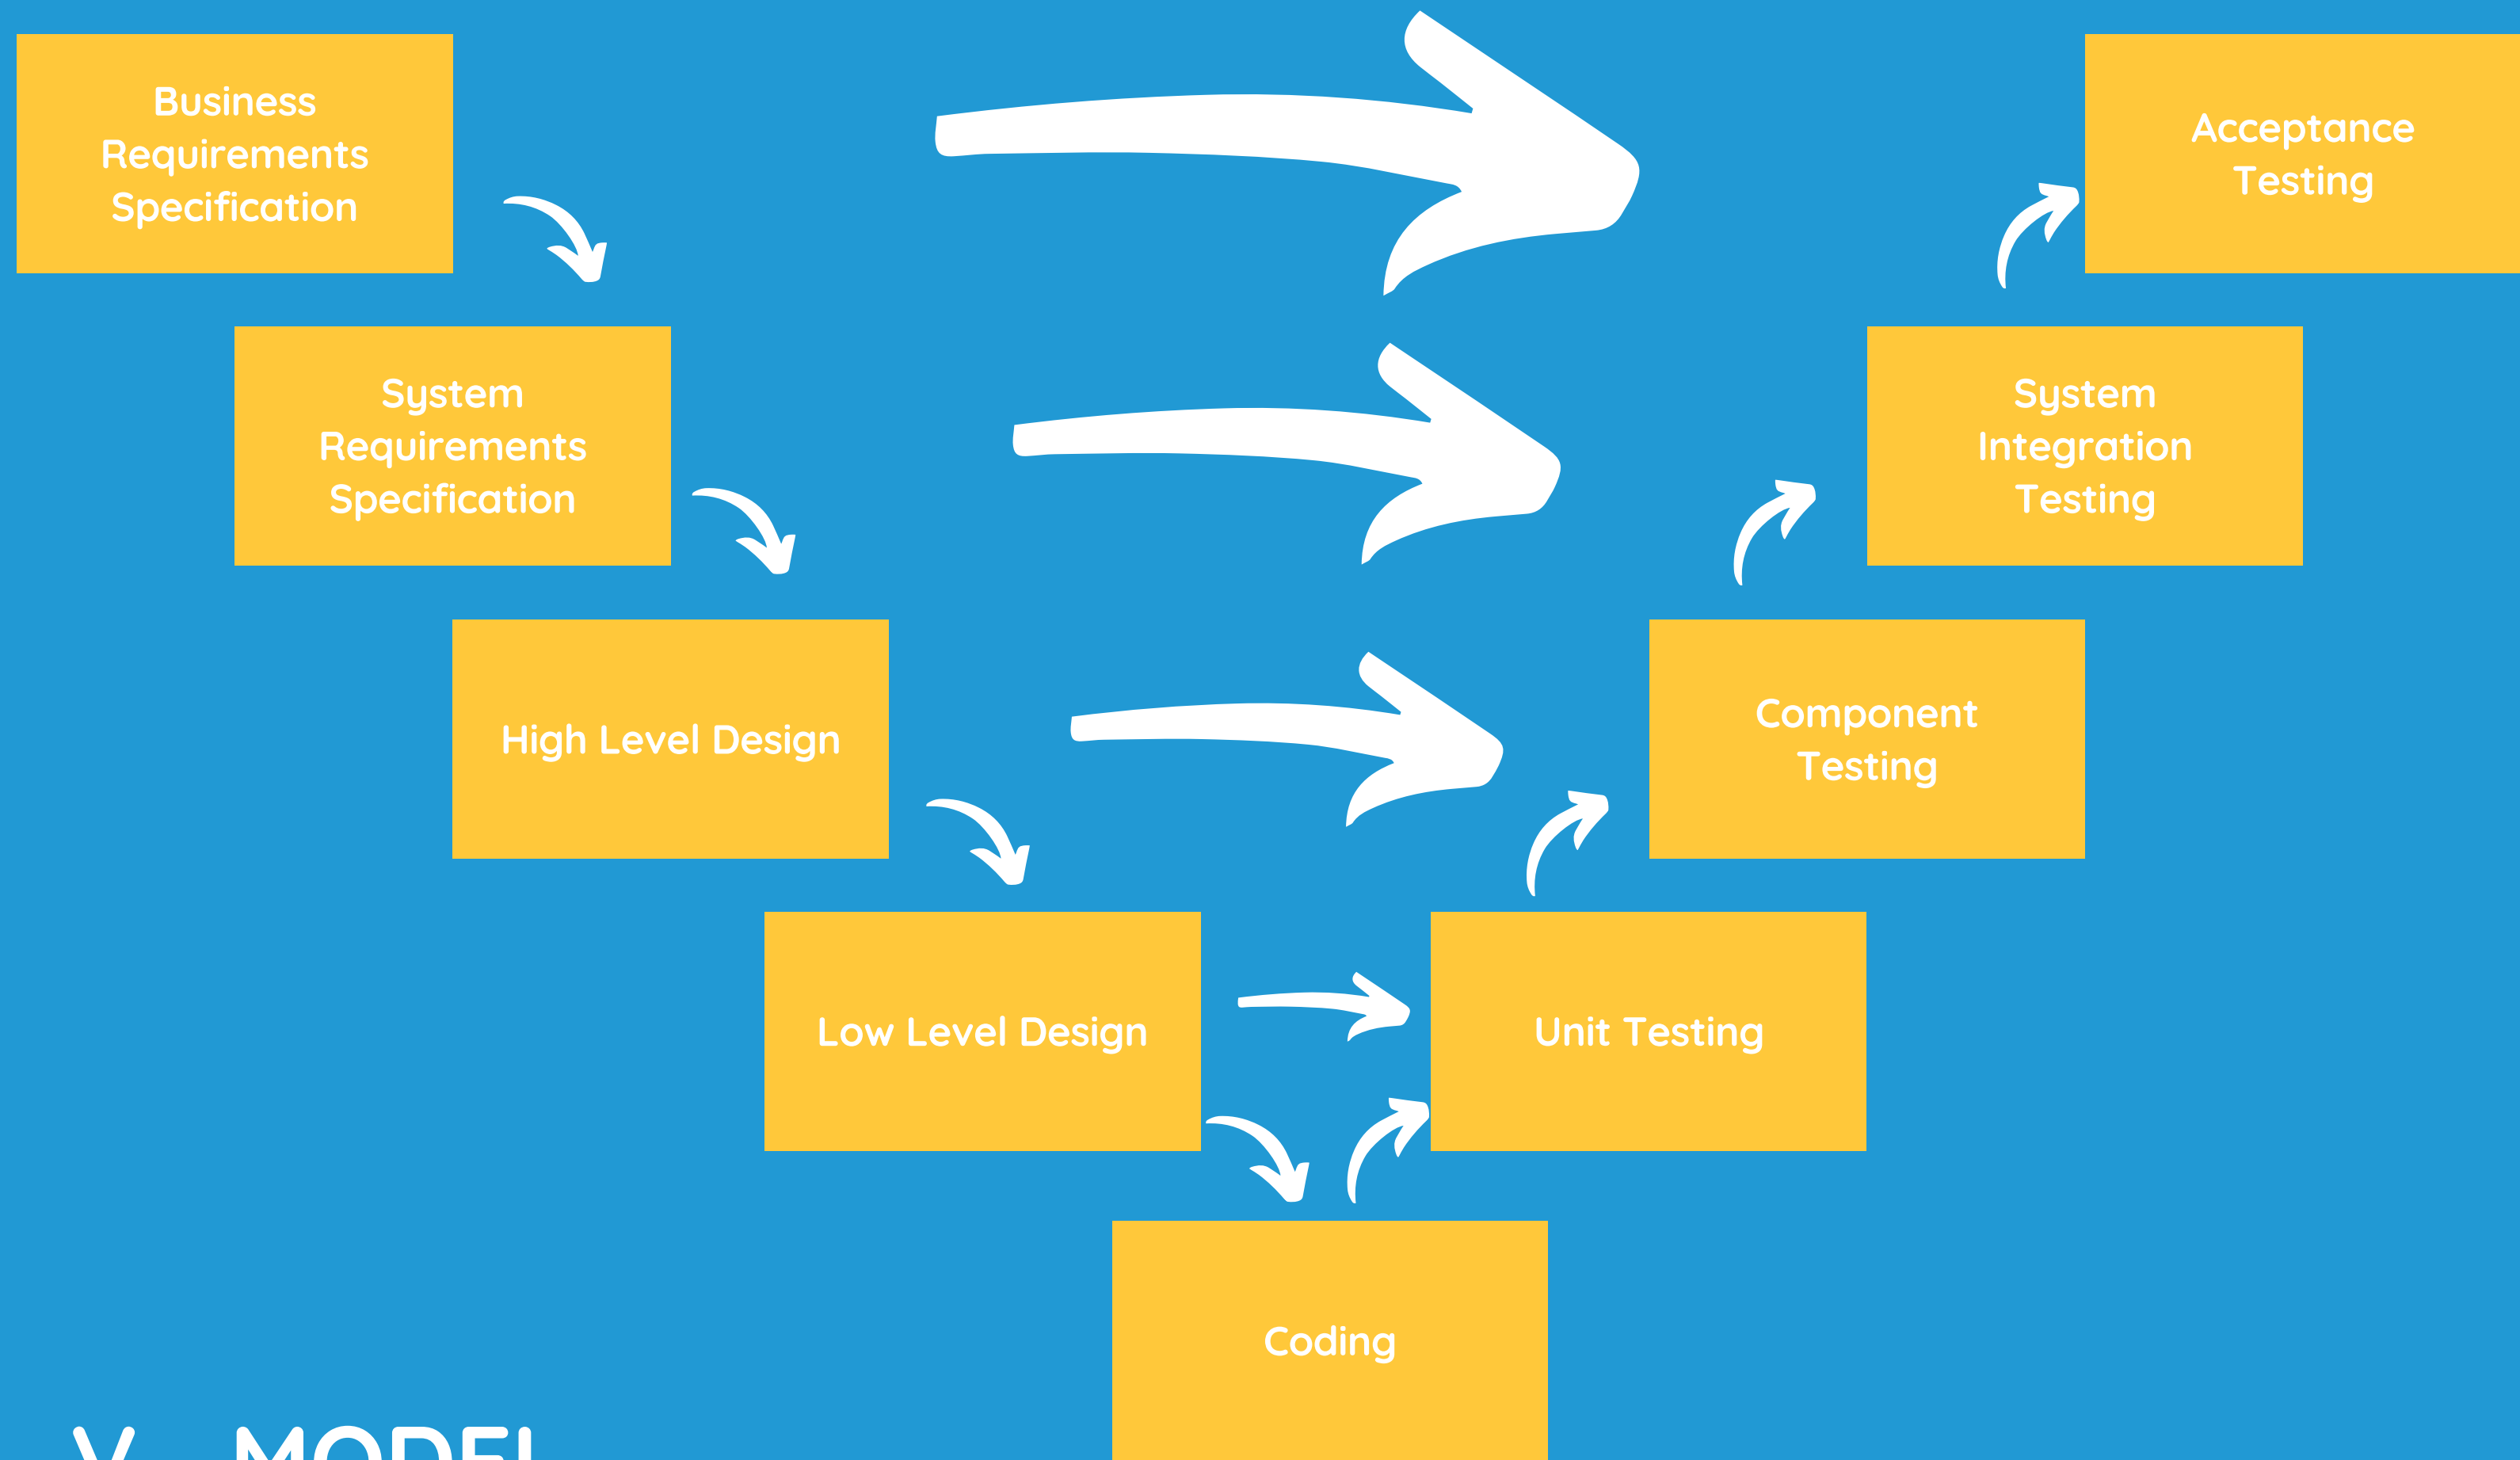 Business
Requirements
Specification
Acceptance
Testing
System
Requirements
Specification
System
Integration
Testing
High Level Design
Component
Testing
Low Level Design
Unit Testing
Coding
V MODEL